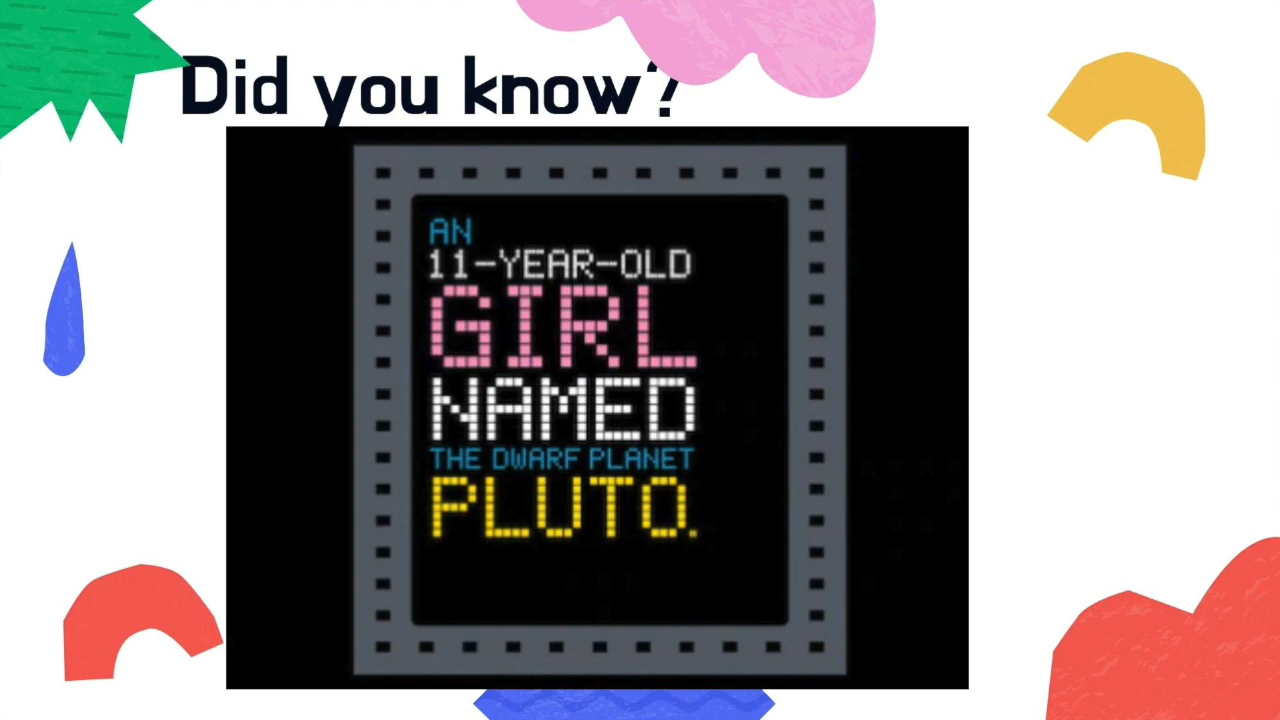 Did you know?
AN
11-YEAR-OLD
GIRL
NAMED
THE DWARF PLANET
PLUTO.